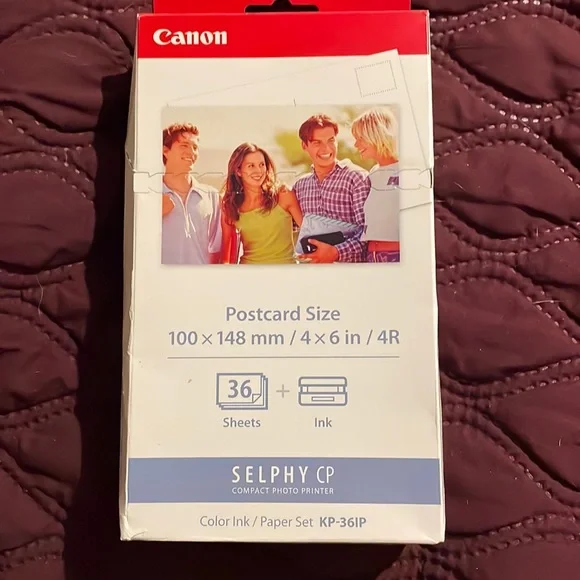 Canon
Postcard Size
100 × 148 mm / 4 × 6 in / 4R
36 +
Sheets Ink
SELPHY CP
COMPACT PHOTO PRINTER
Color Ink / Paper Set KP-36IP